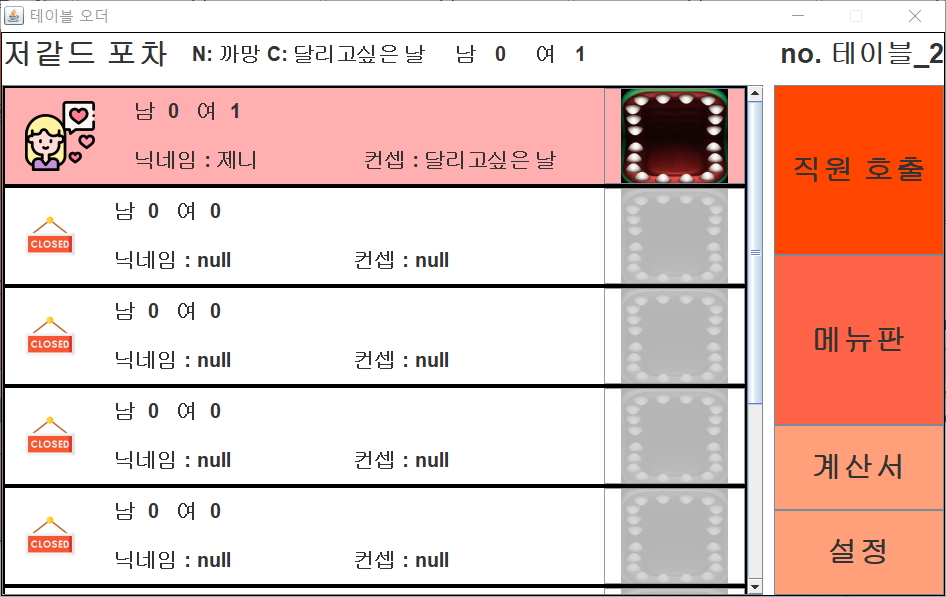 테이블 오더
저같드 포차 N: 까망 C: 달리고싶은 날 남 0 여 1 no. 테이블_2
남 0 여 1
닉네임 : 제니 컨셉 : 달리고싶은 날
CLOSED
남 0 여 0
닉네임 : null 컨셉 : null
CLOSED
남 0 여 0
닉네임 : null 컨셉 : null
CLOSED
남 0 여 0
닉네임 : null 컨셉 : null
CLOSED
남 0 여 0
닉네임 : null 컨셉 : null
직원 호출
메뉴판
계산서
설정